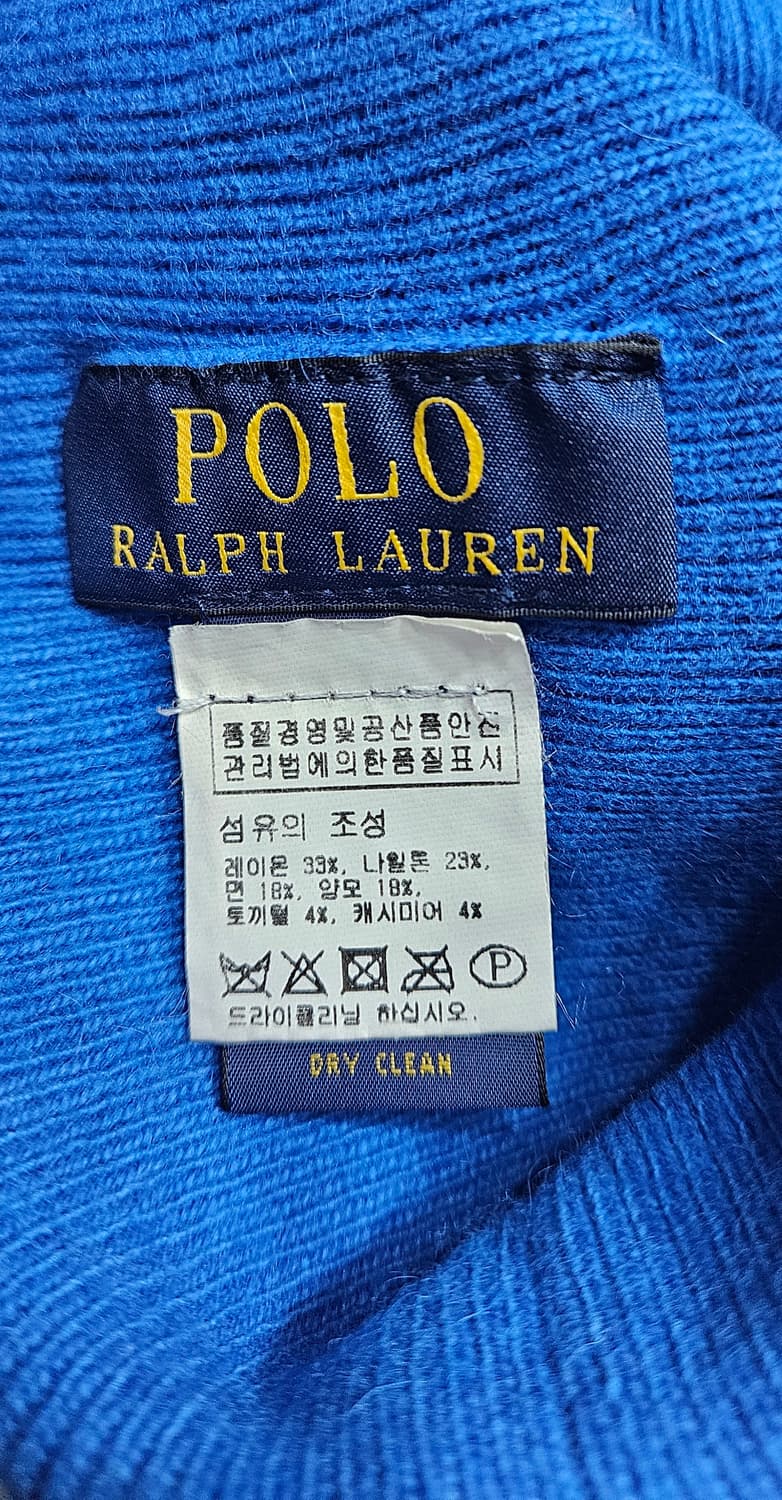 POLO
RALPH LAUREN
품질경영및공산품안전
관리법에의한품질표시
섬유의 조성
레이온 33%, 나일론 23%,
면 18%, 양모 18%,
토끼털 4%, 캐시미어 4%
P
드라이클리닝 하십시오.
DRY CLEAN